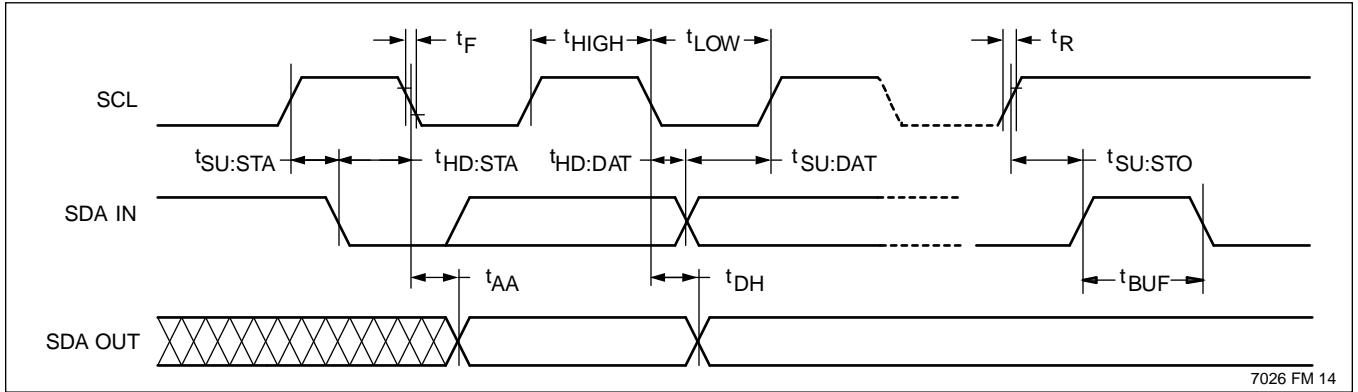 tF tHIGH tLOW tR
SCL
tSU:STA tHD:STA tHD:DAT tSU:DAT tSU:STO
SDA IN
tAA tDH tBUF
SDA OUT
7026 FM 14